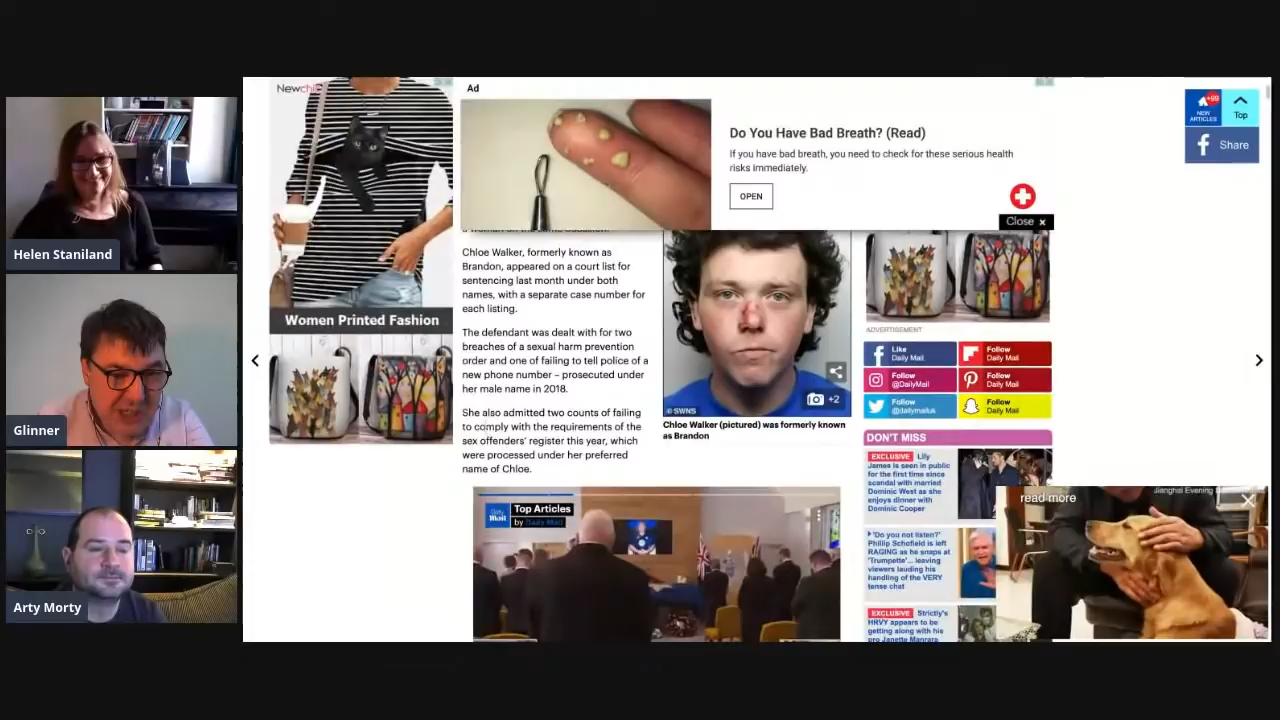 Helen Staniland
Glinner
Arty Morty
Newchic
Women Printed Fashion
Ad
Do You Have Bad Breath? (Read)
If you have bad breath, you need to check for these serious health
risks immediately.
OPEN
Close x
+99
NEW
ARTICLES
Top
Share
Chloe Walker, formerly known as
Brandon, appeared on a court list for
sentencing last month under both
names, with a separate case number for
each listing.
The defendant was dealt with for two
breaches of a sexual harm prevention
order and one of failing to tell police of a
new phone number – prosecuted under
her male name in 2018.
She also admitted two counts of failing
to comply with the requirements of the
sex offenders' register this year, which
were processed under her preferred
name of Chloe.
© SWNS
+2
Chloe Walker (pictured) was formerly known
as Brandon
ADVERTISEMENT
Like
Daily Mail
Follow
Daily Mail
Follow
@DailyMail
Follow
Daily Mail
Follow
@dailymailuk
Follow
Daily Mail
DON'T MISS
EXCLUSIVE Lily
James is seen in public
for the first time since
scandal with married
Dominic West as she
enjoys dinner with
Dominic Cooper
'Do you not listen?'
Phillip Schofield is left
RAGING as he snaps at
'Trumpette'... leaving
viewers lauding his
handling of the VERY
tense chat
EXCLUSIVE Strictly's
HRVY appears to be
getting along with his
pro Janette Manrara
Daily Mail
Top Articles
by Daily Mail
read more
Jianghai Evening